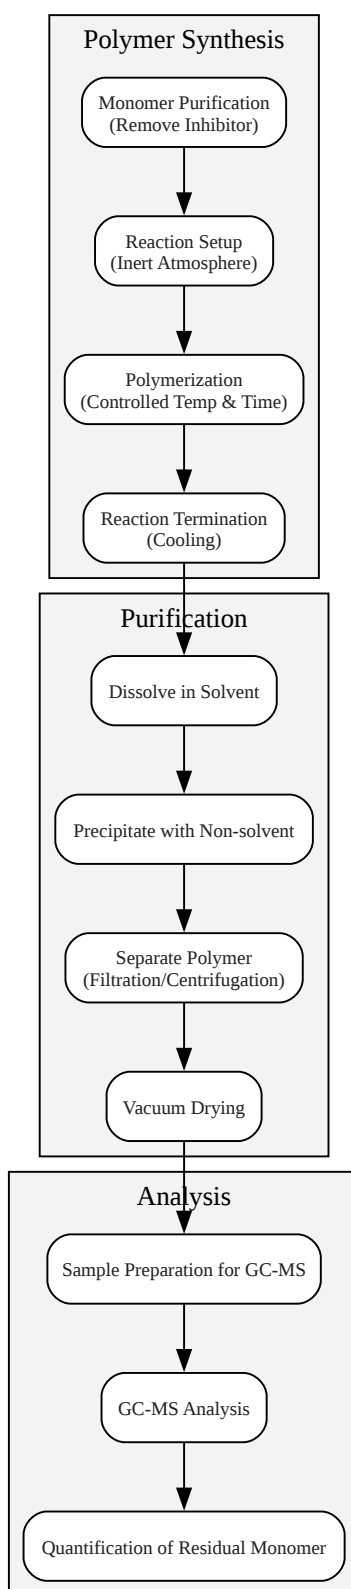 Polymer Synthesis
Monomer Purification
(Remove Inhibitor)
Reaction Setup
(Inert Atmosphere)
Polymerization
(Controlled Temp & Time)
Reaction Termination
(Cooling)
Purification
Dissolve in Solvent
Precipitate with Non-solvent
Separate Polymer
(Filtration/Centrifugation)
Vacuum Drying
Analysis
Sample Preparation for GC-MS
GC-MS Analysis
Quantification of Residual Monomer